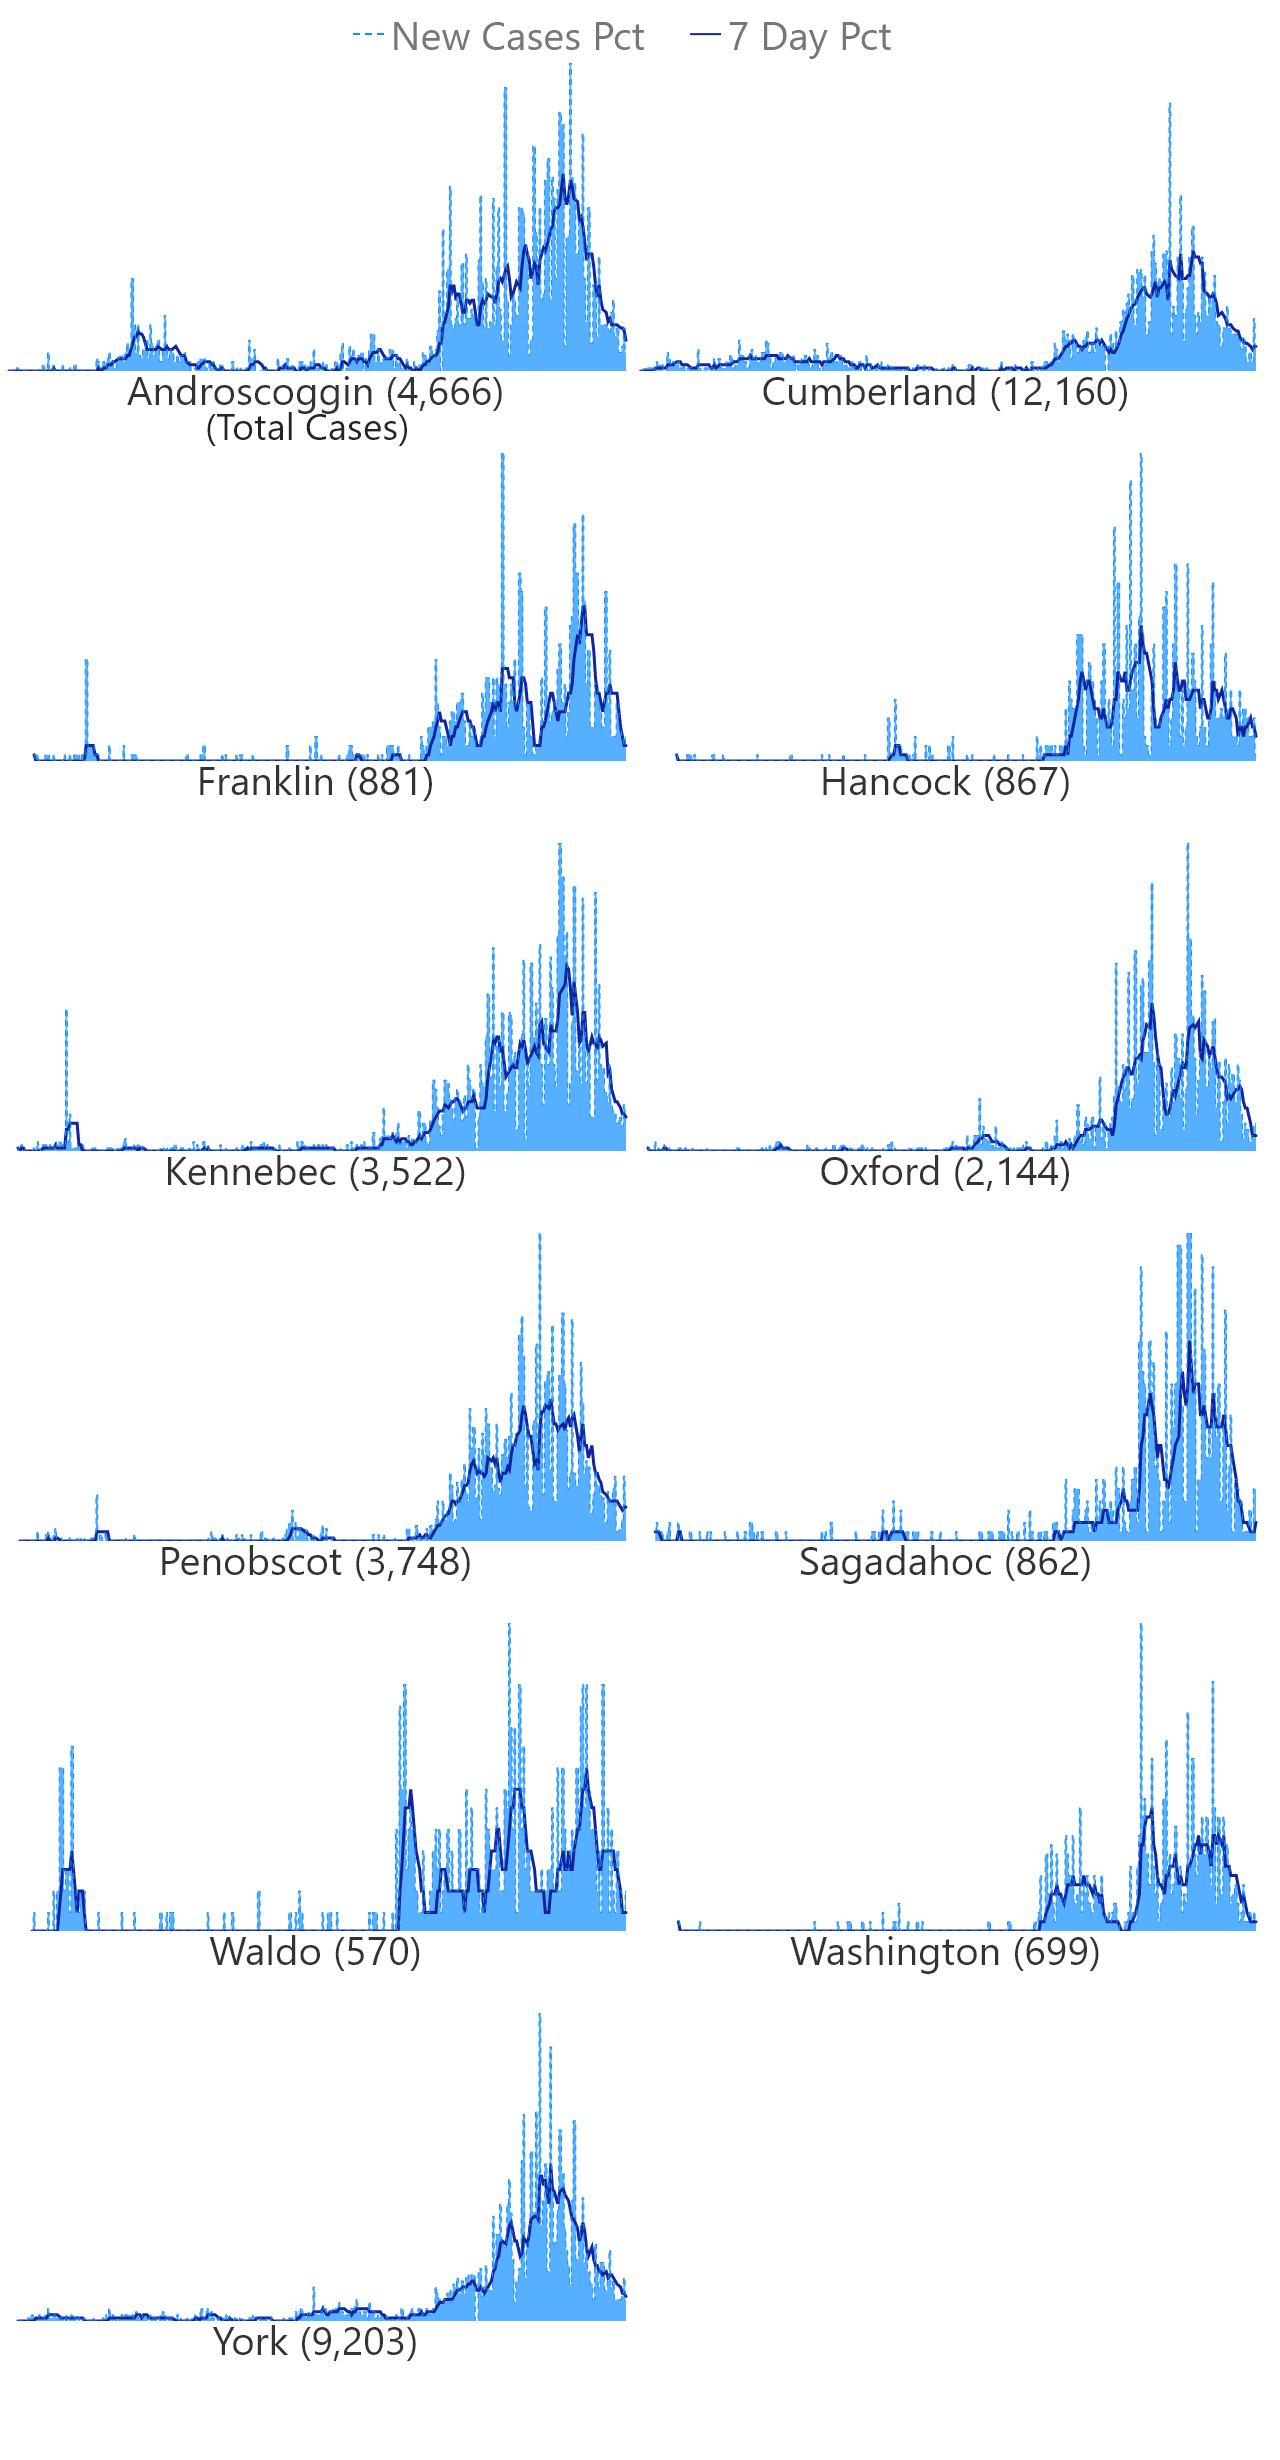 New Cases Pct 7 Day Pct
Androscoggin (4,666) Cumberland (12,160)
(Total Cases)
Franklin (881) Hancock (867)
Kennebec (3,522) Oxford (2,144)
Penobscot (3,748) Sagadahoc (862)
Waldo (570) Washington (699)
York (9,203)